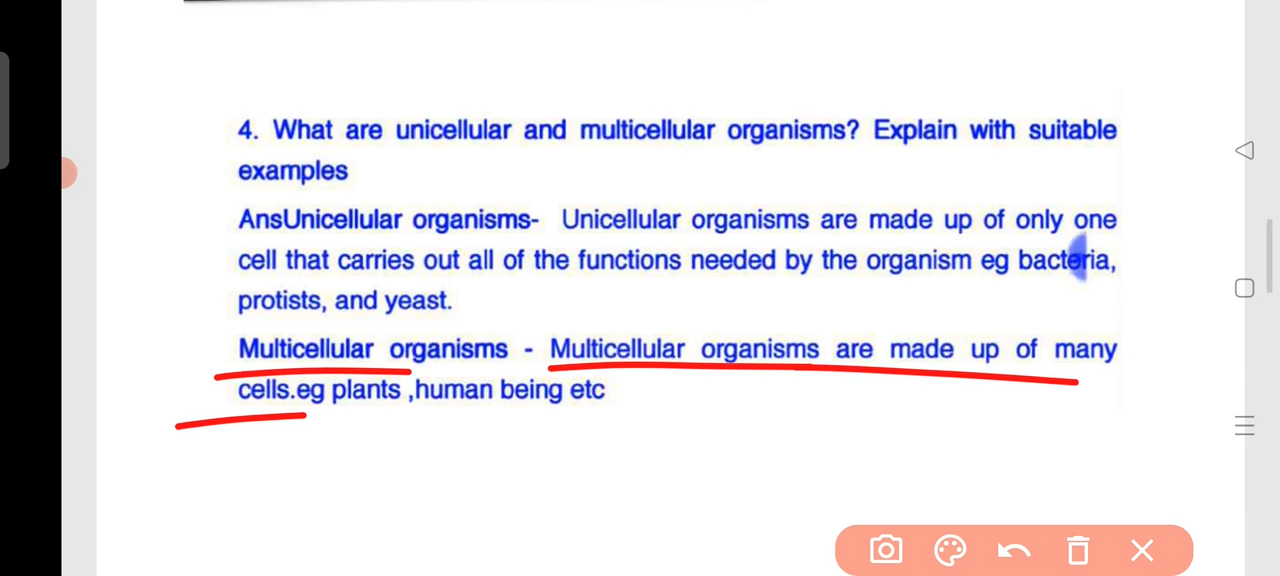 4. What are unicellular and multicellular organisms? Explain with suitable
examples
AnsUnicellular organisms- Unicellular organisms are made up of only one
cell that carries out all of the functions needed by the organism eg bacteria,
protists, and yeast.
Multicellular organisms - Multicellular organisms are made up of many
cells.eg plants ,human being etc